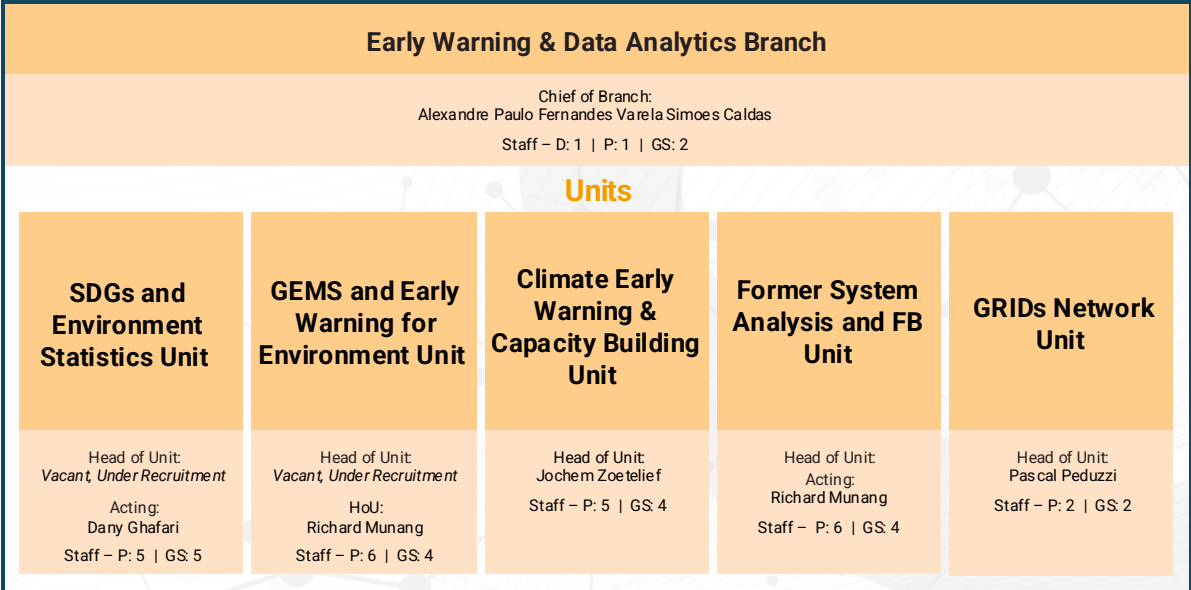 Early Warning & Data Analytics Branch
Chief of Branch:
Alexandre Paulo Fernandes Varela Simoes Caldas
Staff – D: 1 | P: 1 | GS: 2
Units
SDGs and
Environment
Statistics Unit
Head of Unit:
Vacant, Under Recruitment
Acting:
Dany Ghafari
Staff – P: 5 | GS: 5
GEMS and Early
Warning for
Environment Unit
Head of Unit:
Vacant, Under Recruitment
HoU:
Richard Munang
Staff – P: 6 | GS: 4
Climate Early
Warning &
Capacity Building
Unit
Head of Unit:
Jochem Zoetelief
Staff – P: 5 | GS: 4
Former System
Analysis and FB
Unit
Head of Unit:
Acting:
Richard Munang
Staff – P: 6 | GS: 4
GRIDs Network
Unit
Head of Unit:
Pascal Peduzzi
Staff – P: 2 | GS: 2